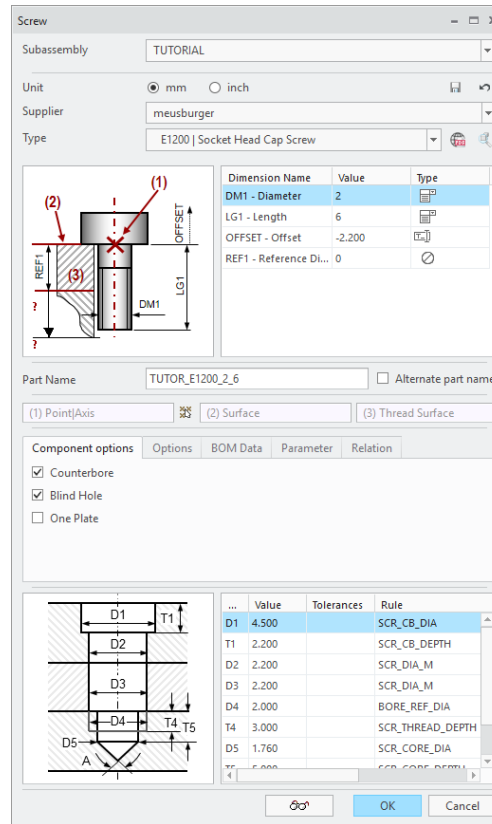 Screw
Subassembly TUTORIAL
Unit mm inch
Supplier meusburger
Type E1200 | Socket Head Cap Screw
(1)
(2)
(3)
OFFSET
REF1
LG1
DM1
?
?
Dimension Name Value Type
DM1 - Diameter 2
LG1 - Length 6
OFFSET - Offset -2.200
REF1 - Reference Di... 0
Part Name TUTOR_E1200_2_6 Alternate part name
(1) Point|Axis (2) Surface (3) Thread Surface
Component options Options BOM Data Parameter Relation
Counterbore
Blind Hole
One Plate
D1 T1
D2
D3
D4 T4 T5
D5
A
... Value Tolerances Rule
D1 4.500 SCR_CB_DIA
T1 2.200 SCR_CB_DEPTH
D2 2.200 SCR_DIA_M
D3 2.200 SCR_DIA_M
D4 2.000 BORE_REF_DIA
T4 3.000 SCR_THREAD_DEPTH
D5 1.760 SCR_CORE_DIA
OK Cancel